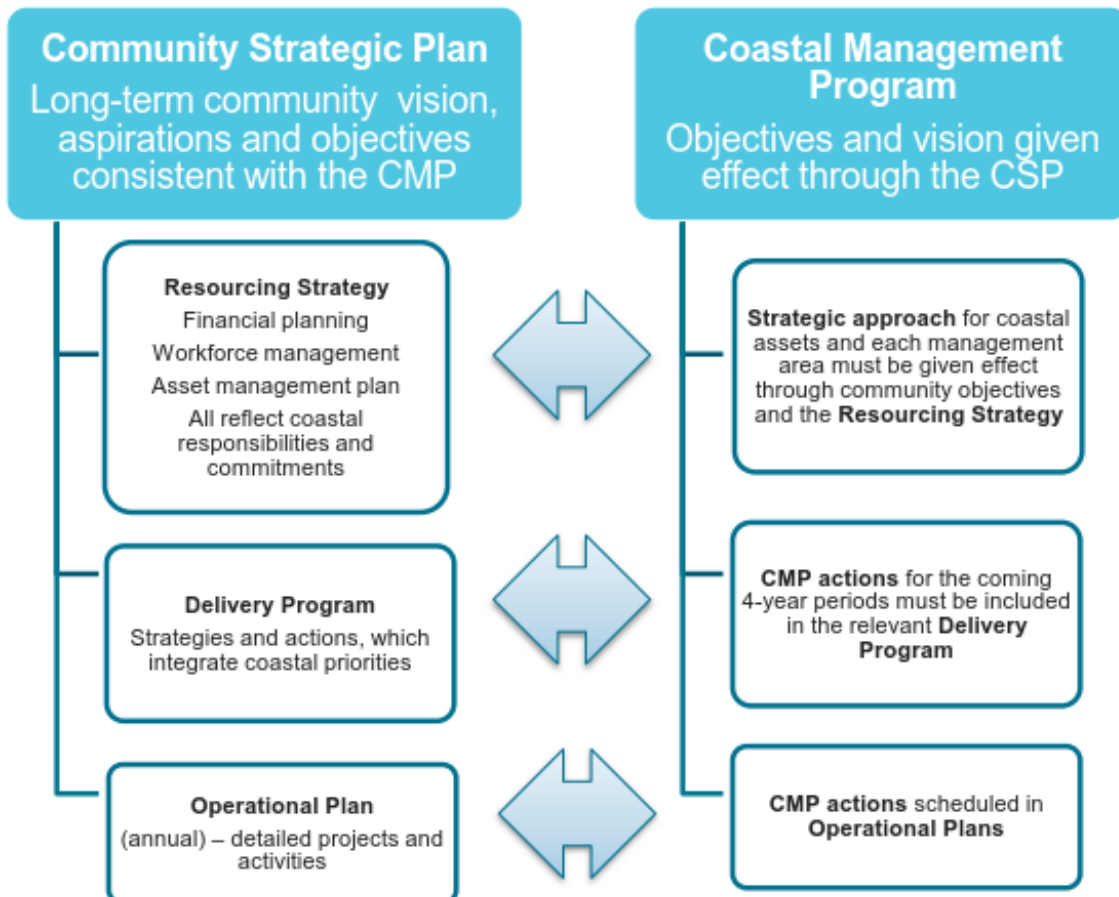 Community Strategic Plan
Long-term community vision,
aspirations and objectives
consistent with the CMP
Resourcing Strategy
Financial planning
Workforce management
Asset management plan
All reflect coastal
responsibilities and
commitments
Delivery Program
Strategies and actions, which
integrate coastal priorities
Operational Plan
(annual) – detailed projects and
activities
Coastal Management
Program
Objectives and vision given
effect through the CSP
Strategic approach for coastal
assets and each management
area must be given effect
through community objectives
and the Resourcing Strategy
CMP actions for the coming
4-year periods must be included
in the relevant Delivery
Program
CMP actions scheduled in
Operational Plans